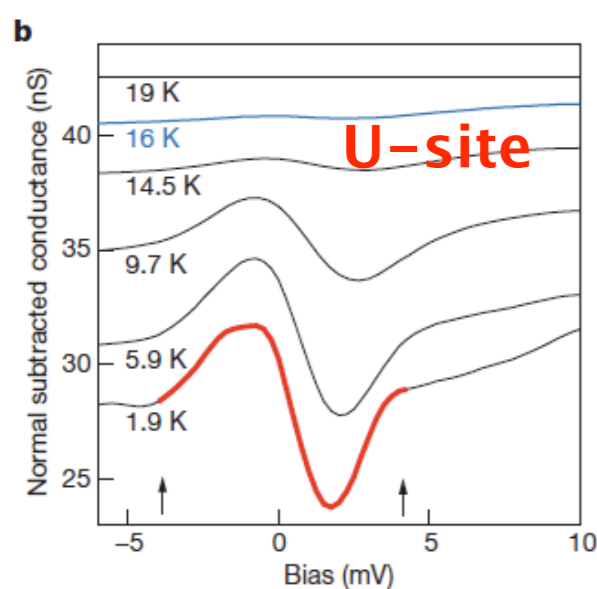 b
Normal subtracted conductance (nS)
40
35
30
25
19 K
16 K
U-site
14.5 K
9.7 K
5.9 K
1.9 K
−5
0
5
10
Bias (mV)